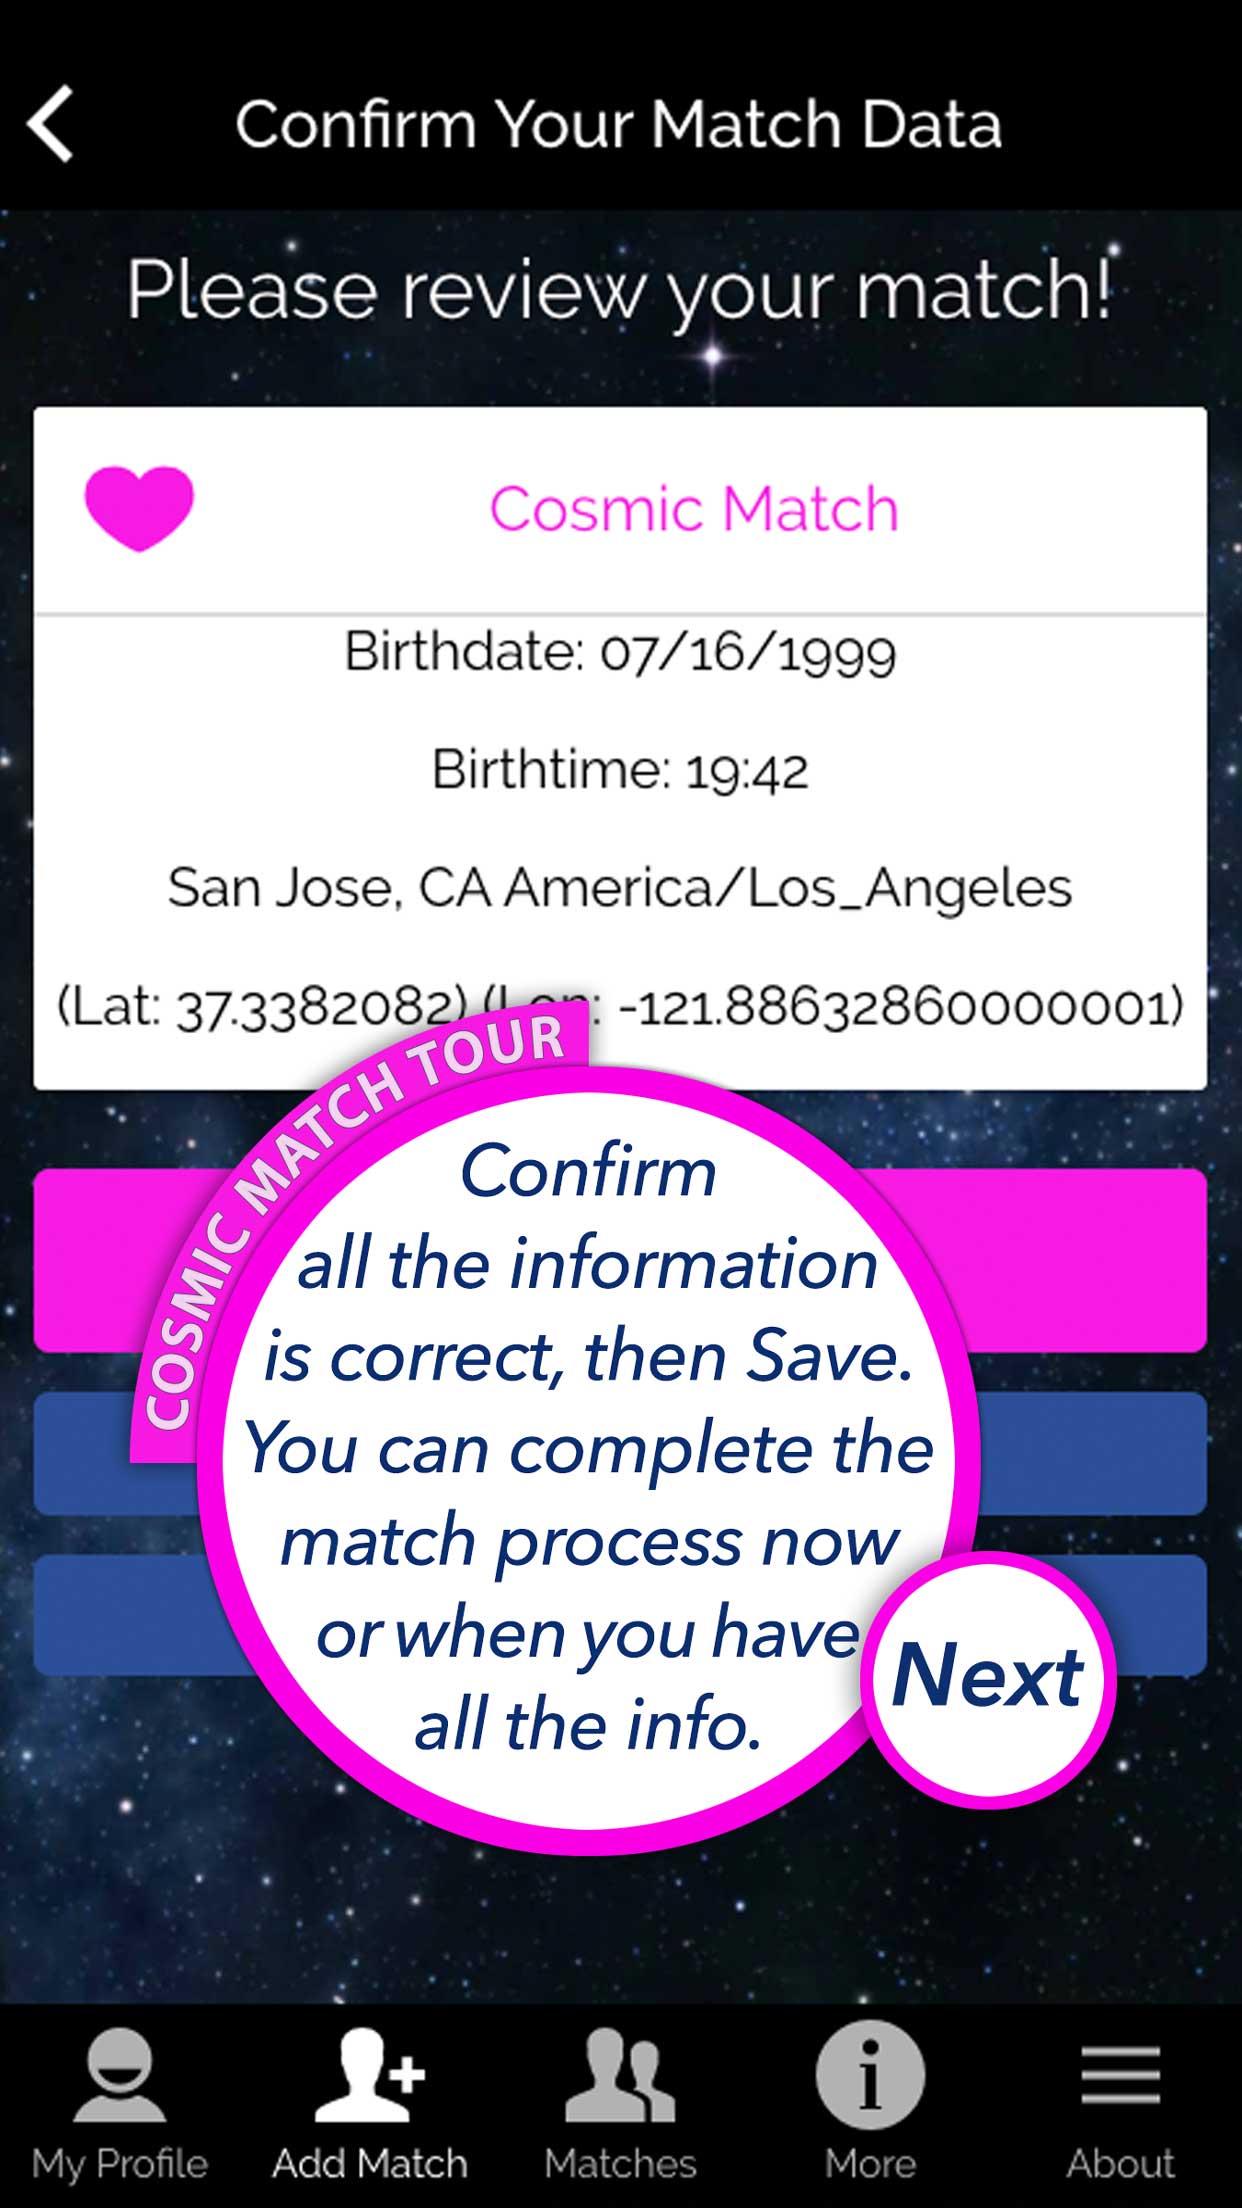 Confirm Your Match Data
Please review your match!
Cosmic Match
Birthdate: 07/16/1999
Birthtime: 19:42
San Jose, CA America/Los_Angeles
(Lat: 37.3382082) (Lon: -121.88632860000001)
COSMIC MATCH TOUR
Confirm
all the information
is correct, then Save.
You can complete the
match process now
or when you have
all the info.
Next
My Profile
Add Match
Matches
More
About